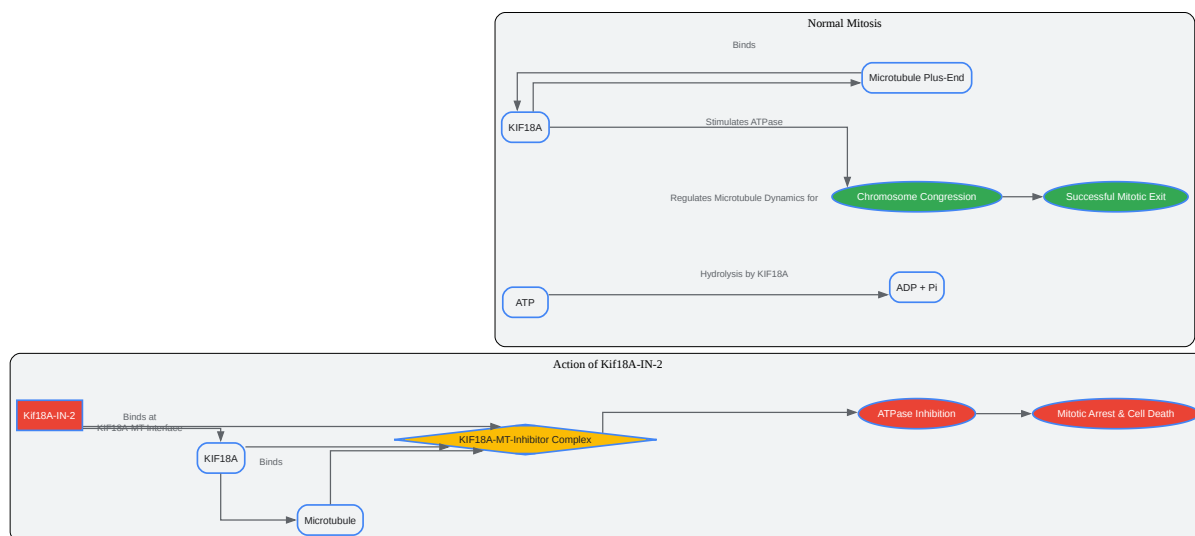 Normal Mitosis
Binds
Microtubule Plus-End
KIF18A
Stimulates ATPase
Regulates Microtubule Dynamics for
Chromosome Congression
Successful Mitotic Exit
Hydrolysis by KIF18A
ATP
ADP + Pi
Action of Kif18A-IN-2
Kif18A-IN-2
Binds at
KIF18A-MT Interface
KIF18A
Binds
Microtubule
KIF18A-MT-Inhibitor Complex
ATPase Inhibition
Mitotic Arrest & Cell Death